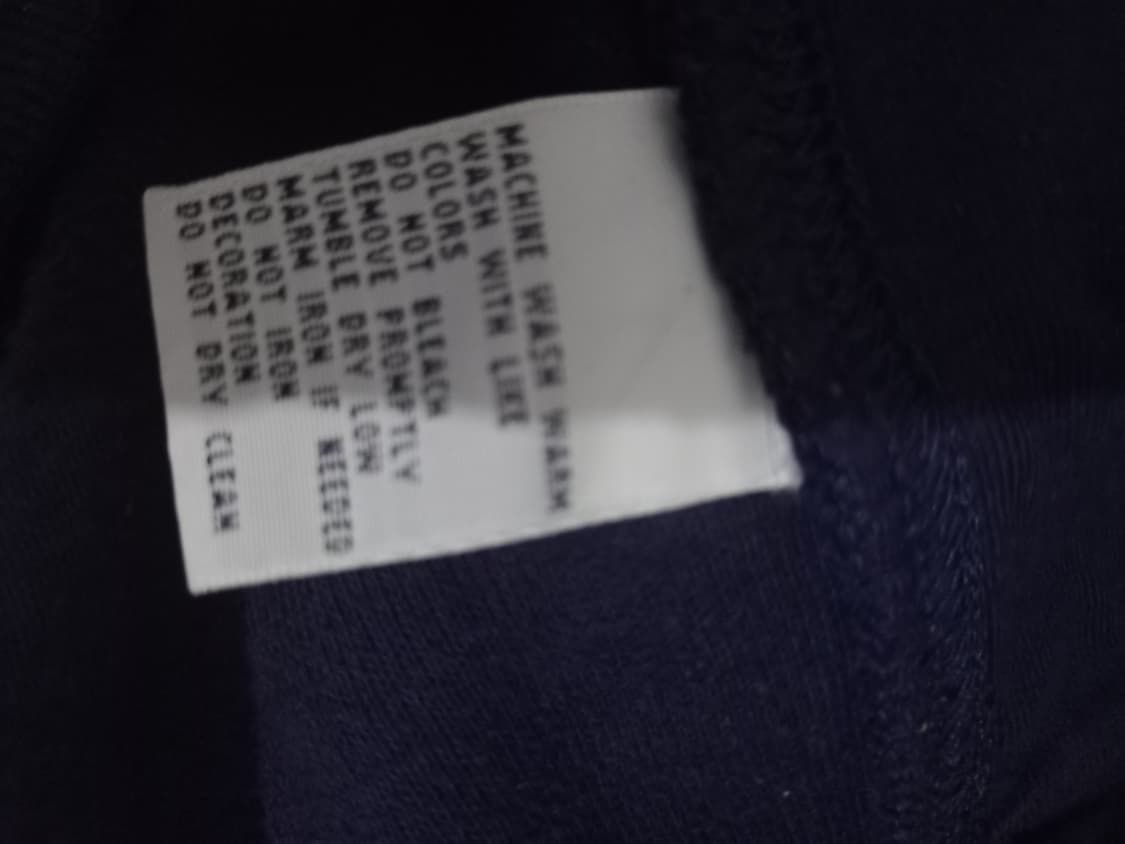 MACHINE WASH WARM
WASH WITH LIKE
COLORS
DO NOT BLEACH
REMOVE PROMPTLY
TUMBLE DRY LOW
WARM IRON IF NEEDED
DO NOT IRON
DECORATION
DO NOT DRY CLEAN